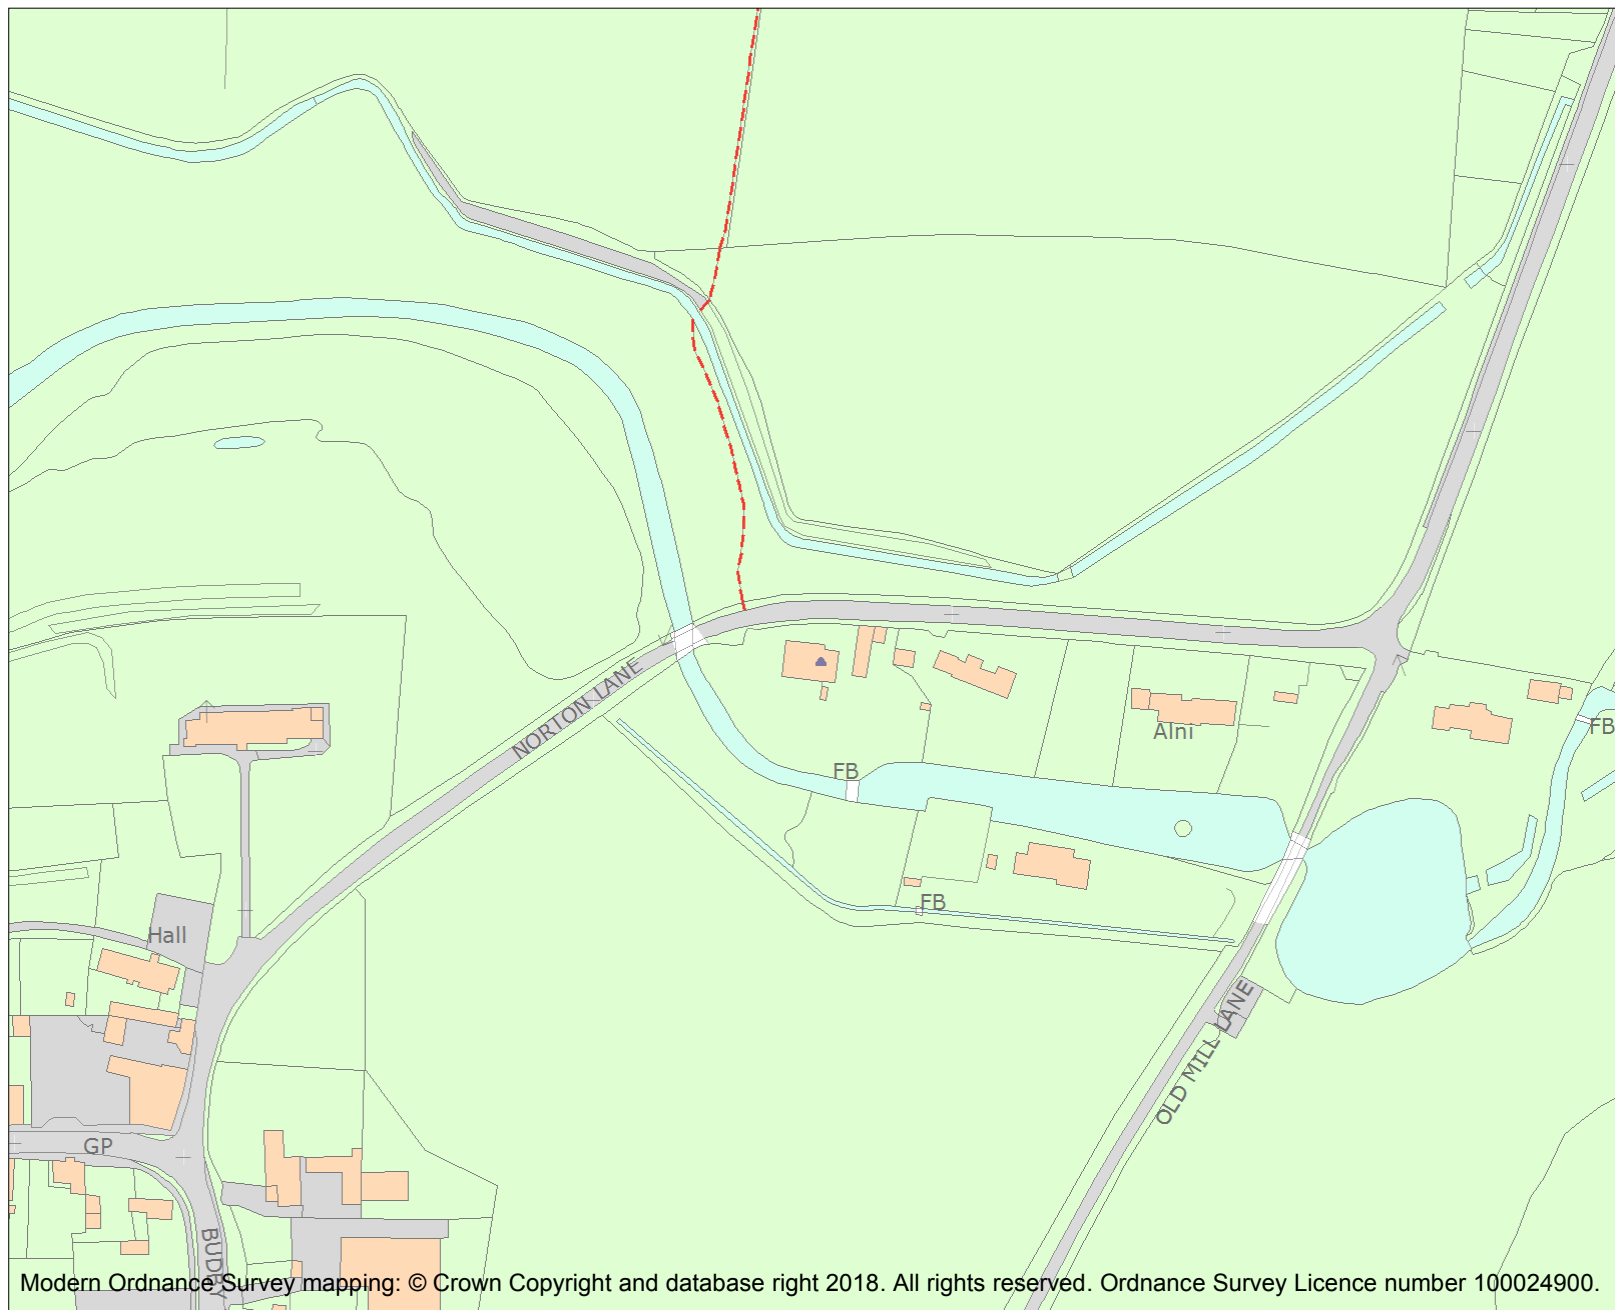 NORTON LANE
FB
Alni
FB
FB
FB
Hall
OLD MILL LANE
GP
BUDBY
Modern Ordnance Survey mapping: © Crown Copyright and database right 2018. All rights reserved. Ordnance Survey Licence number 100024900.